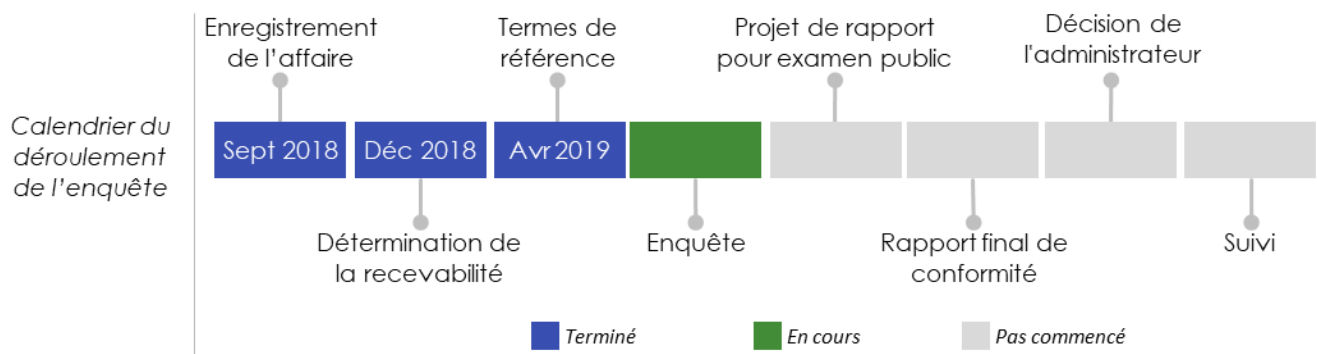 Enregistrement
de l’affaire
Termes de
référence
Projet de rapport
pour examen public
Décision de
l'administrateur
Calendrier du
déroulement
de l’enquête
Sept 2018
Déc 2018
Avr 2019
Détermination de
la recevabilité
Enquête
Rapport final de
conformité
Suivi
Terminé
En cours
Pas commencé